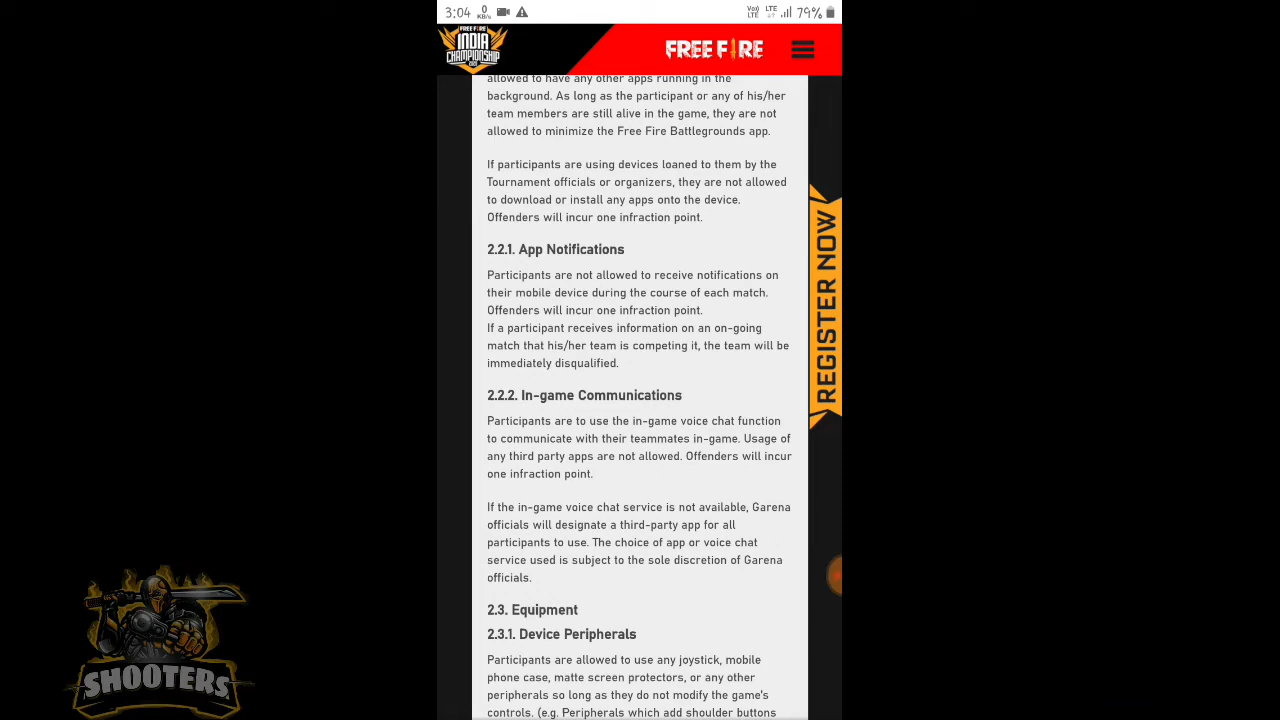 3:04 0 KB/s Vo) LTE LTE 79%
FREE FIRE
INDIA
CHAMPIONSHIP
FREE FIRE
allowed to have any other apps running in the
background. As long as the participant or any of his/her
team members are still alive in the game, they are not
allowed to minimize the Free Fire Battlegrounds app.
If participants are using devices loaned to them by the
Tournament officials or organizers, they are not allowed
to download or install any apps onto the device.
Offenders will incur one infraction point.
2.2.1. App Notifications
Participants are not allowed to receive notifications on
their mobile device during the course of each match.
Offenders will incur one infraction point.
If a participant receives information on an on-going
match that his/her team is competing it, the team will be
immediately disqualified.
2.2.2. In-game Communications
Participants are to use the in-game voice chat function
to communicate with their teammates in-game. Usage of
any third party apps are not allowed. Offenders will incur
one infraction point.
If the in-game voice chat service is not available, Garena
officials will designate a third-party app for all
participants to use. The choice of app or voice chat
service used is subject to the sole discretion of Garena
officials.
2.3. Equipment
2.3.1. Device Peripherals
Participants are allowed to use any joystick, mobile
phone case, matte screen protectors, or any other
peripherals so long as they do not modify the game's
controls. (e.g. Peripherals which add shoulder buttons
REGISTER NOW
SHOOTERS